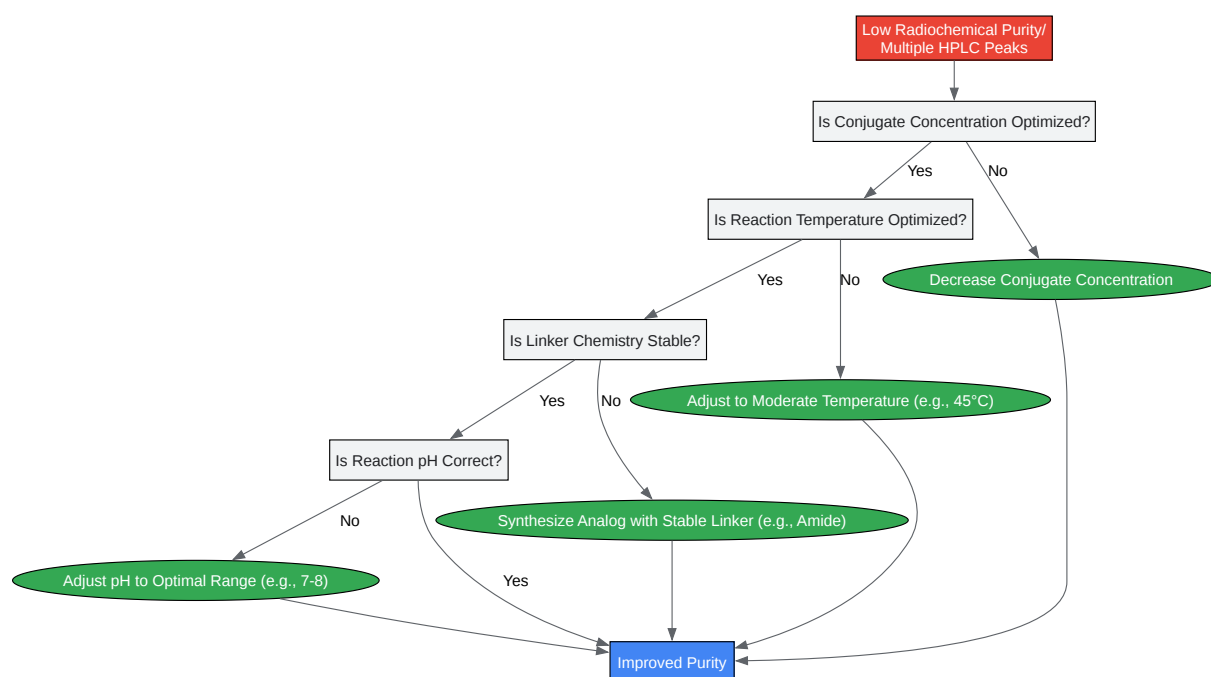 Low Radiochemical Purity/
Multiple HPLC Peaks
Is Conjugate Concentration Optimized?
Yes
No
Is Reaction Temperature Optimized?
Yes
No
Decrease Conjugate Concentration
Is Linker Chemistry Stable?
Yes
No
Adjust to Moderate Temperature (e.g., 45°C)
Is Reaction pH Correct?
No
Yes
Synthesize Analog with Stable Linker (e.g., Amide)
Adjust pH to Optimal Range (e.g., 7-8)
Improved Purity